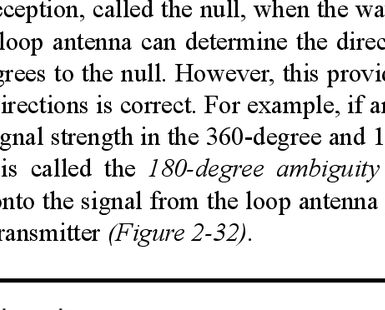 eception, called the null, when the wa
loop antenna can determine the direc
grees to the null. However, this provid
irections is correct. For example, if an
gnal strength in the 360-degree and 1
is called the 180-degree ambiguity
onto the signal from the loop antenna
ransmitter (Figure 2-32).